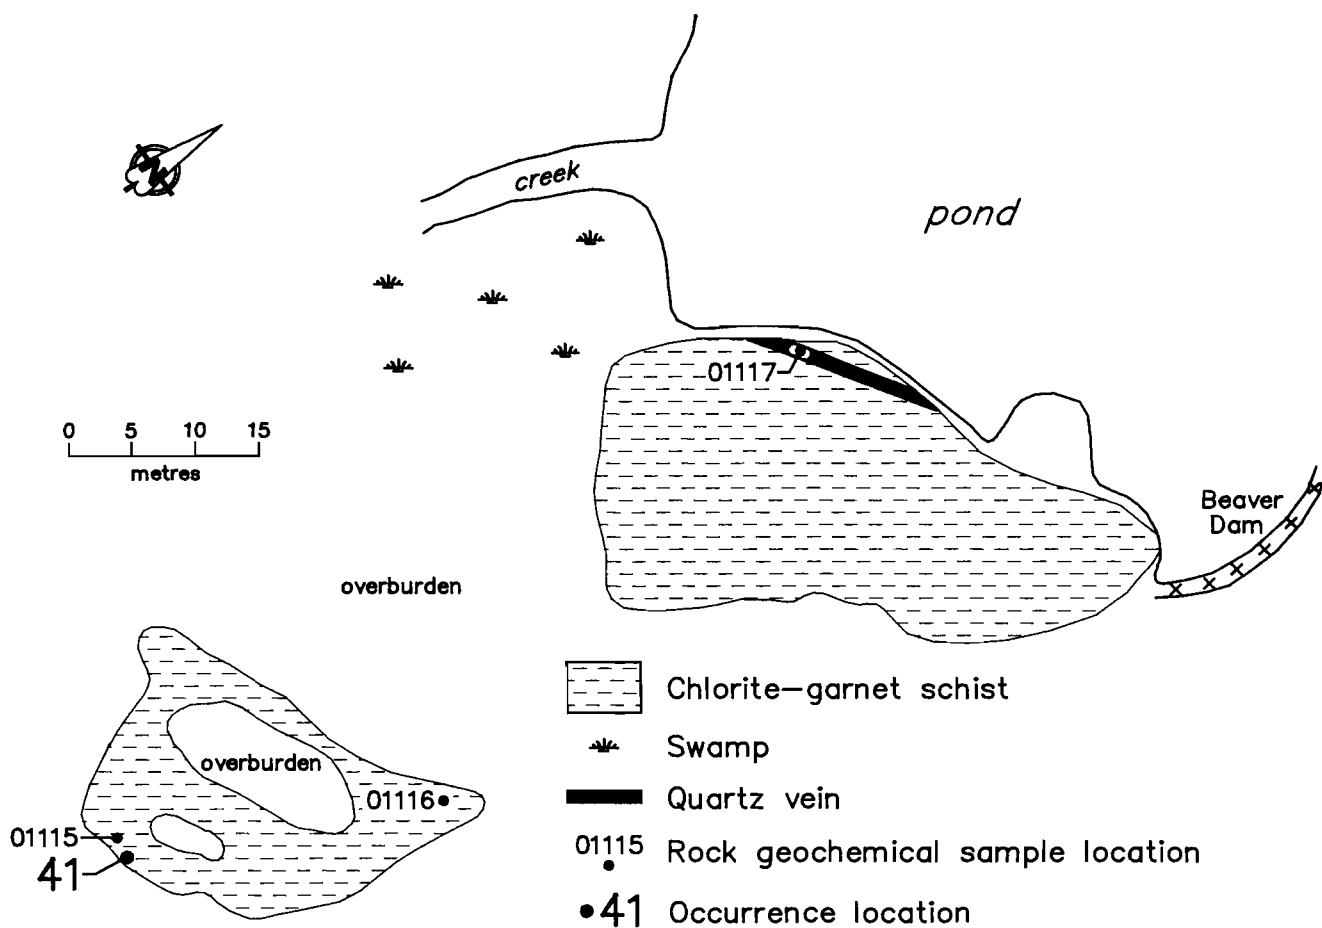 creek
pond
N
01117
0 5 10 15
metres
Beaver
Dam
overburden
overburden
01116
01115
41
Chlorite-garnet schist
Swamp
Quartz vein
01115 Rock geochemical sample location
41 Occurrence location